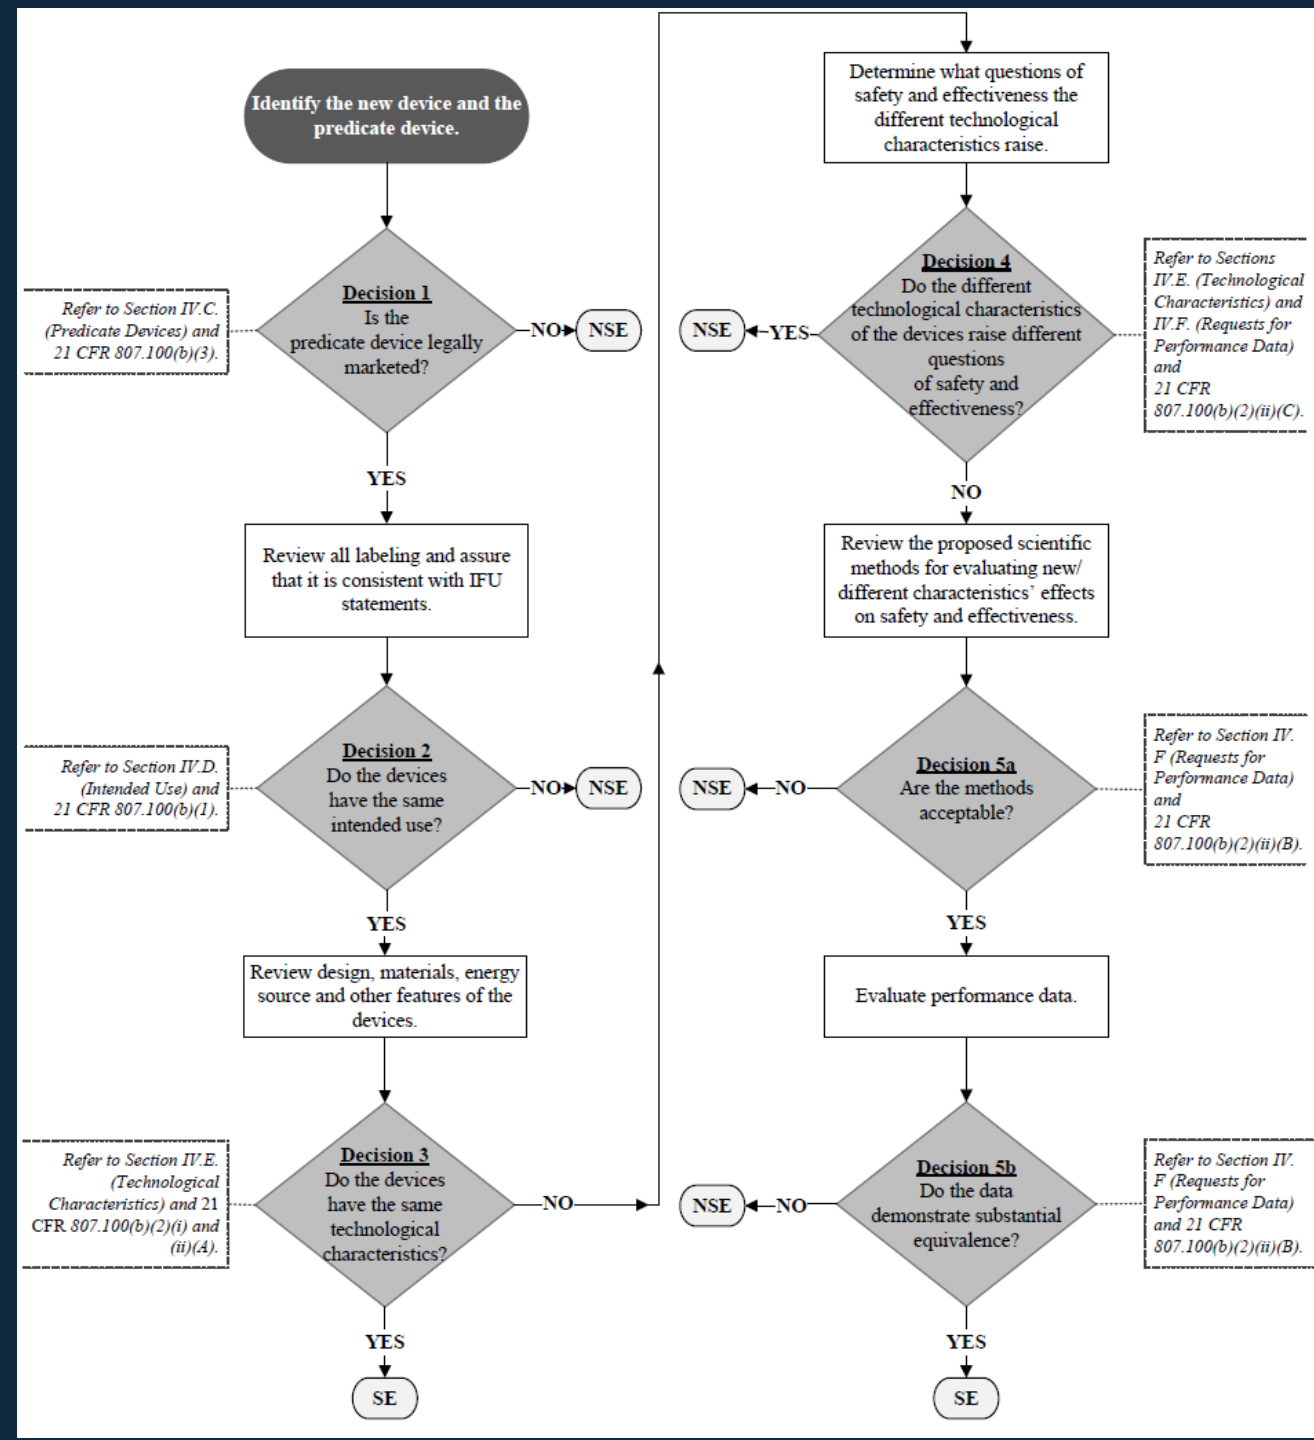 Identify the new device and the
predicate device.
Decision 1
Is the
predicate device legally
marketed?
Refer to Section IV.C.
(Predicate Devices) and
21 CFR 807.100(b)(3).
NO
NSE
YES
Review all labeling and assure
that it is consistent with IFU
statements.
Decision 2
Do the devices
have the same
intended use?
Refer to Section IV.D.
(Intended Use) and
21 CFR 807.100(b)(1).
NO
NSE
YES
Review design, materials, energy
source and other features of the
devices.
Decision 3
Do the devices
have the same
technological
characteristics?
Refer to Section IV.E.
(Technological
Characteristics) and 21
CFR 807.100(b)(2)(i) and
(ii)(A).
NO
YES
SE
Determine what questions of
safety and effectiveness the
different technological
characteristics raise.
Decision 4
Do the different
technological characteristics
of the devices raise different
questions
of safety and
effectiveness?
YES
NSE
Refer to Sections
IV.E. (Technological
Characteristics) and
IV.F. (Requests for
Performance Data)
and
21 CFR
807.100(b)(2)(ii)(C).
NO
Review the proposed scientific
methods for evaluating new/
different characteristics’ effects
on safety and effectiveness.
Decision 5a
Are the methods
acceptable?
NO
NSE
Refer to Section IV.
F (Requests for
Performance Data)
and
21 CFR
807.100(b)(2)(ii)(B).
YES
Evaluate performance data.
Decision 5b
Do the data
demonstrate substantial
equivalence?
NO
NSE
Refer to Section IV.
F (Requests for
Performance Data)
and 21 CFR
807.100(b)(2)(ii)(B).
YES
SE